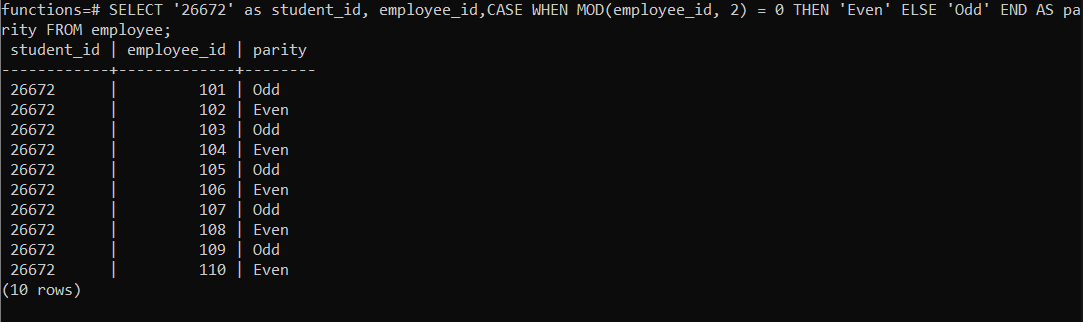 functions=# SELECT '26672' as student_id, employee_id,CASE WHEN MOD(employee_id, 2) = 0 THEN 'Even' ELSE 'Odd' END AS pa
rity FROM employee;
 student_id | employee_id | parity
------------+-------------+--------
 26672      |         101 | Odd
 26672      |         102 | Even
 26672      |         103 | Odd
 26672      |         104 | Even
 26672      |         105 | Odd
 26672      |         106 | Even
 26672      |         107 | Odd
 26672      |         108 | Even
 26672      |         109 | Odd
 26672      |         110 | Even
(10 rows)